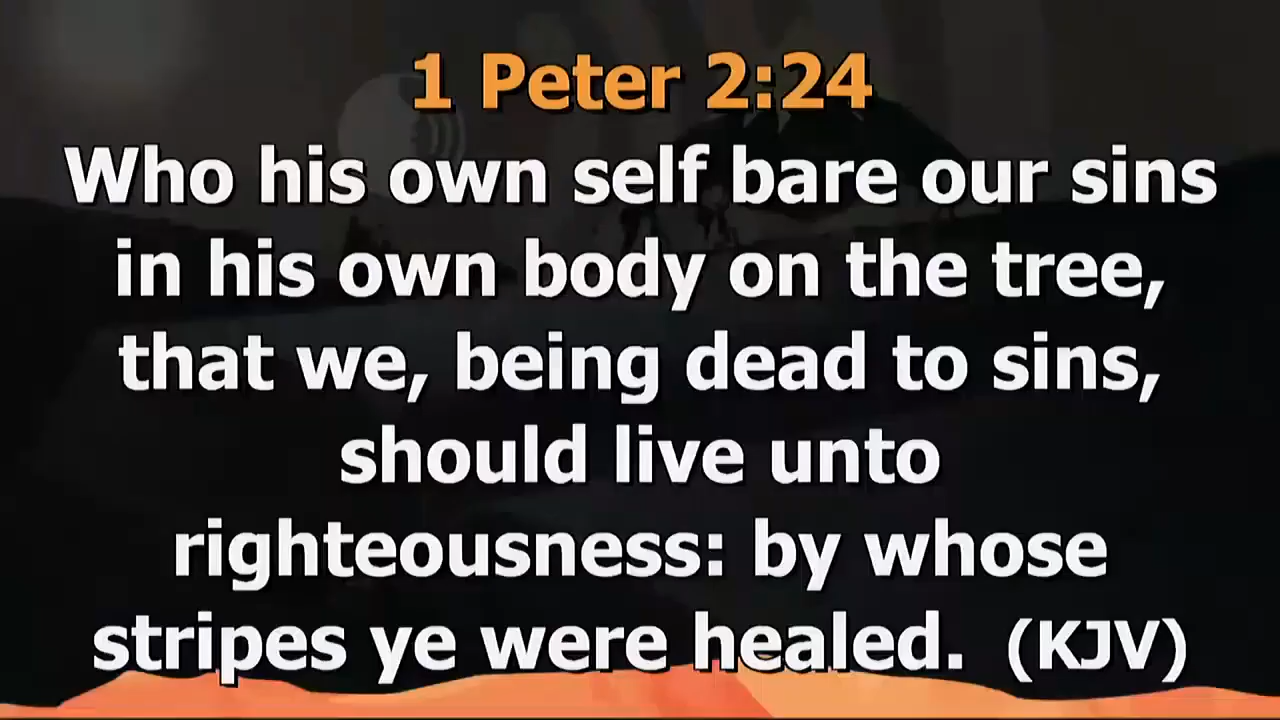 1 Peter 2:24
Who his own self bare our sins
in his own body on the tree,
that we, being dead to sins,
should live unto
righteousness: by whose
stripes ye were healed. (KJV)